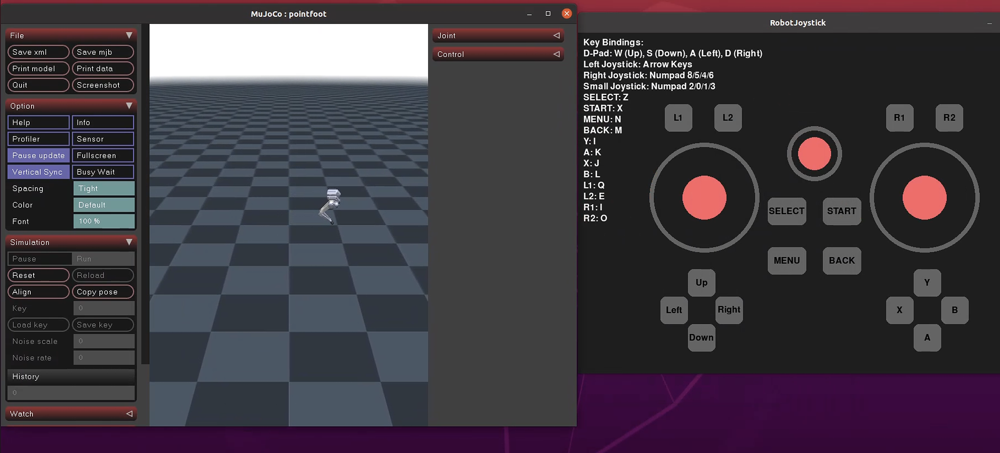 MuJoCo : pointfoot
File
Save xml
Save mjb
Print model
Print data
Quit
Screenshot
Option
Help
Info
Profiler
Sensor
Pause update
Fullscreen
Vertical Sync
Busy Wait
Spacing
Tight
Color
Default
Font
100 %
Simulation
Pause
Run
Reset
Reload
Align
Copy pose
Key
0
Load key
Save key
Noise scale
0
Noise rate
0
History
0
Watch
Joint
Control
RobotJoystick
Key Bindings:
D-Pad: W (Up), S (Down), A (Left), D (Right)
Left Joystick: Arrow Keys
Right Joystick: Numpad 8/5/4/6
Small Joystick: Numpad 2/0/1/3
SELECT: Z
START: X
MENU: N
BACK: M
Y: I
A: K
X: J
B: L
L1: Q
L2: E
R1: I
R2: O
L1
L2
R1
R2
SELECT
START
MENU
BACK
Up
Left
Right
Down
Y
X
B
A